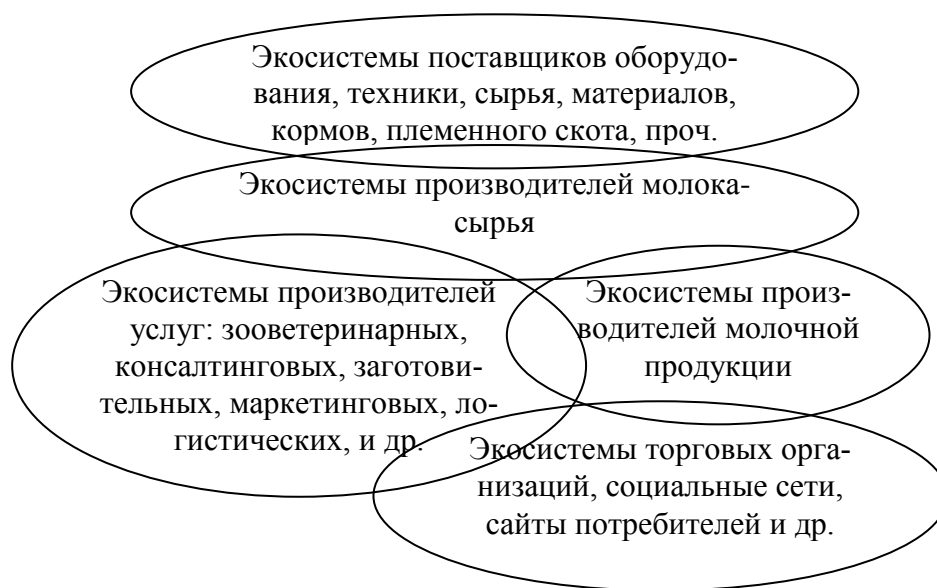 Экосистемы поставщиков оборудо-
вания, техники, сырья, материалов,
кормов, племенного скота, проч.
Экосистемы производителей молока-
сырья
Экосистемы производителей
услуг: зооветеринарных,
консалтинговых, заготови-
тельных, маркетинговых, ло-
гистических, и др.
Экосистемы произ-
водителей молочной
продукции
Экосистемы торговых орга-
низаций, социальные сети,
сайты потребителей и др.